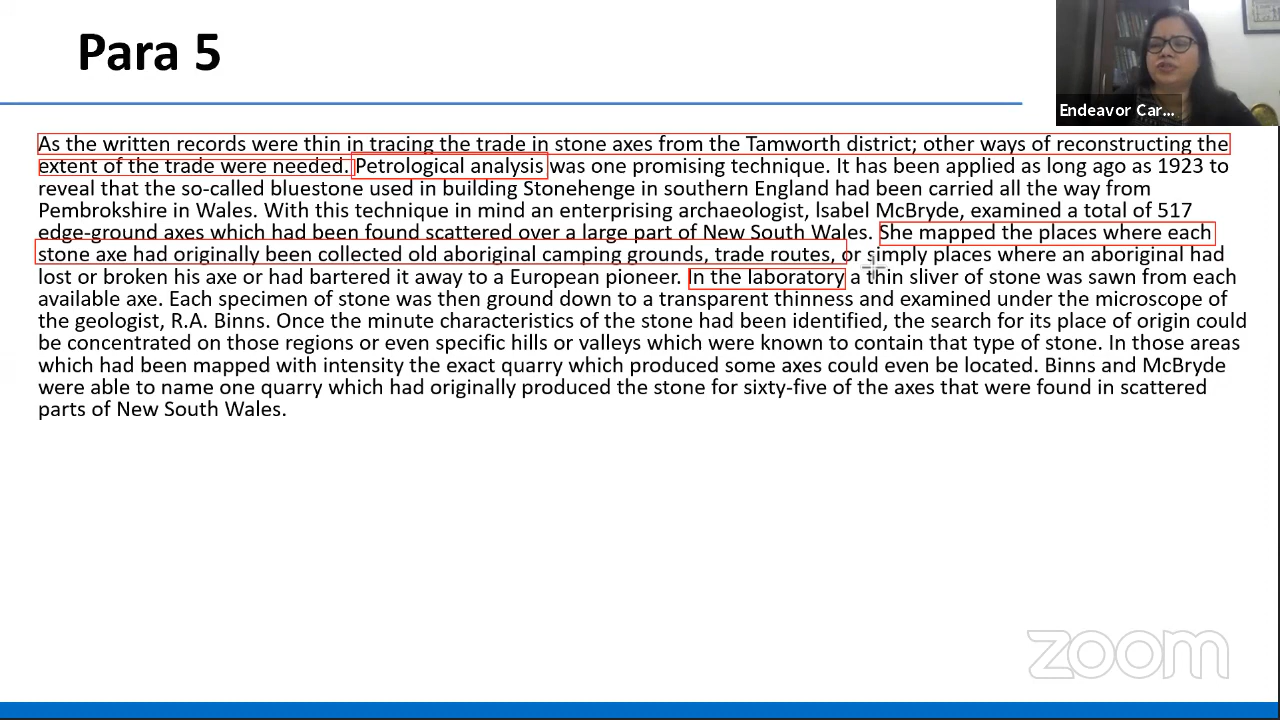 Para 5
Endeavor Car...
As the written records were thin in tracing the trade in stone axes from the Tamworth district; other ways of reconstructing the
extent of the trade were needed. Petrological analysis was one promising technique. It has been applied as long ago as 1923 to
reveal that the so-called bluestone used in building Stonehenge in southern England had been carried all the way from
Pembrokshire in Wales. With this technique in mind an enterprising archaeologist, lsabel McBryde, examined a total of 517
edge-ground axes which had been found scattered over a large part of New South Wales. She mapped the places where each
stone axe had originally been collected old aboriginal camping grounds, trade routes, or simply places where an aboriginal had
lost or broken his axe or had bartered it away to a European pioneer. In the laboratory a thin sliver of stone was sawn from each
available axe. Each specimen of stone was then ground down to a transparent thinness and examined under the microscope of
the geologist, R.A. Binns. Once the minute characteristics of the stone had been identified, the search for its place of origin could
be concentrated on those regions or even specific hills or valleys which were known to contain that type of stone. In those areas
which had been mapped with intensity the exact quarry which produced some axes could even be located. Binns and McBryde
were able to name one quarry which had originally produced the stone for sixty-five of the axes that were found in scattered
parts of New South Wales.
zoom